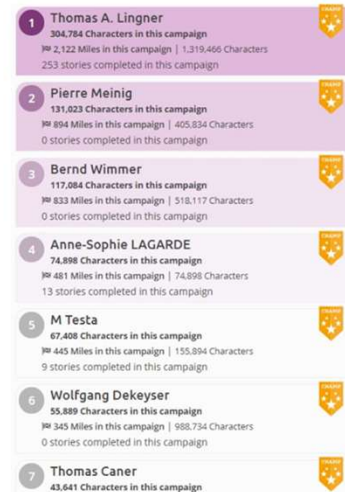 1
Thomas A. Lingner
304,784 Characters in this campaign
2,122 Miles in this campaign | 1,319,466 Characters
253 stories completed in this campaign
2
Pierre Meinig
131,023 Characters in this campaign
894 Miles in this campaign | 405,834 Characters
0 stories completed in this campaign
3
Bernd Wimmer
117,084 Characters in this campaign
833 Miles in this campaign | 518,117 Characters
0 stories completed in this campaign
4
Anne-Sophie LAGARDE
74,898 Characters in this campaign
481 Miles in this campaign | 74,898 Characters
13 stories completed in this campaign
5
M Testa
67,408 Characters in this campaign
445 Miles in this campaign | 155,894 Characters
9 stories completed in this campaign
6
Wolfgang Dekeyser
55,889 Characters in this campaign
345 Miles in this campaign | 988,734 Characters
0 stories completed in this campaign
7
Thomas Caner
43,641 Characters in this campaign